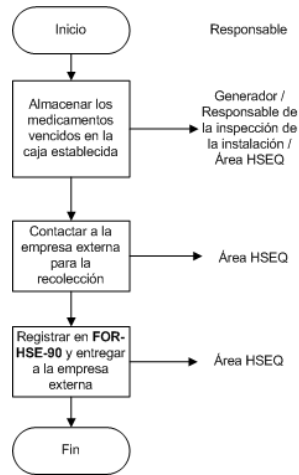 Inicio
Responsable
Almacenar los
medicamentos
vencidos en la
caja establecida
Generador /
Responsable de
la inspección de
la instalación /
Área HSEQ
Contactar a la
empresa externa
para la
recolección
Área HSEQ
Registrar en FOR-
HSE-90 y entregar
a la empresa
externa
Área HSEQ
Fin